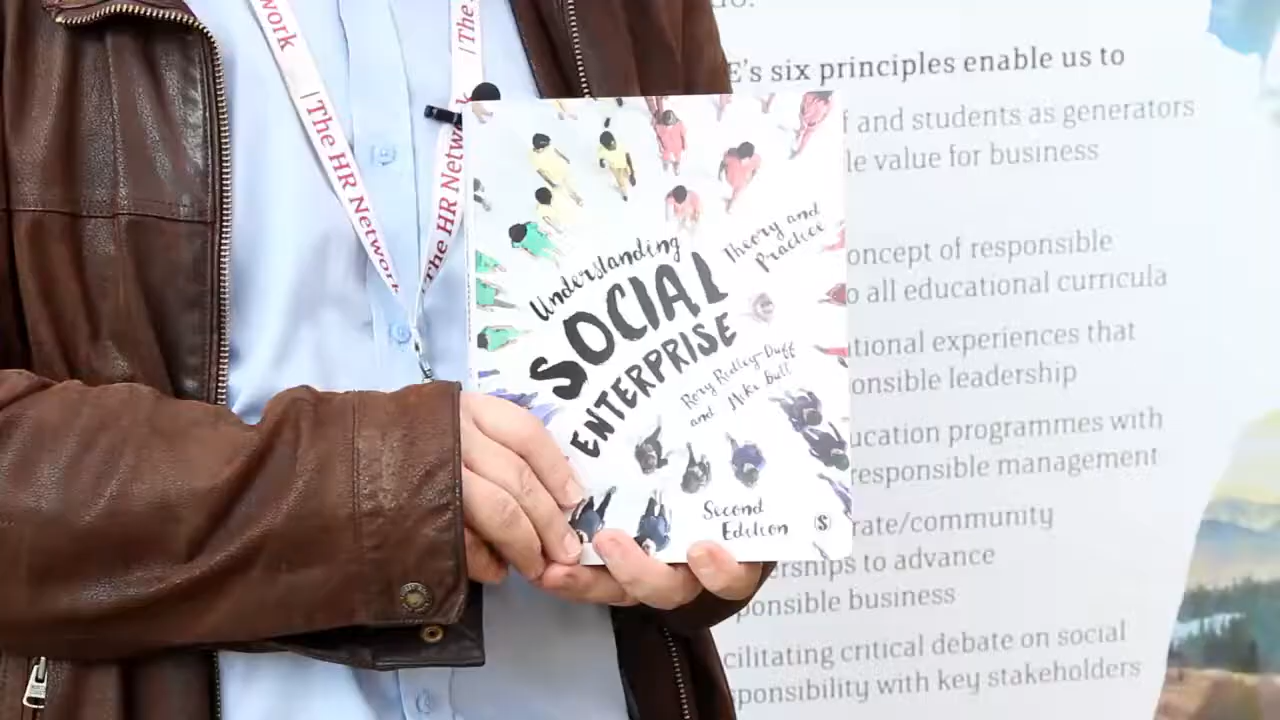 work
| The HR Network
| The
The HR Network
Understanding
SOCIAL
ENTERPRISE
Theory and
Practice
Rory Ridley-Duff
and Mike Bull
Second
Edition
S
E's six principles enable us to
f and students as generators
le value for business
oncept of responsible
o all educational curricula
tional experiences that
onsible leadership
ucation programmes with
responsible management
rate/community
erships to advance
ponsible business
cilitating critical debate on social
ponsibility with key stakeholders